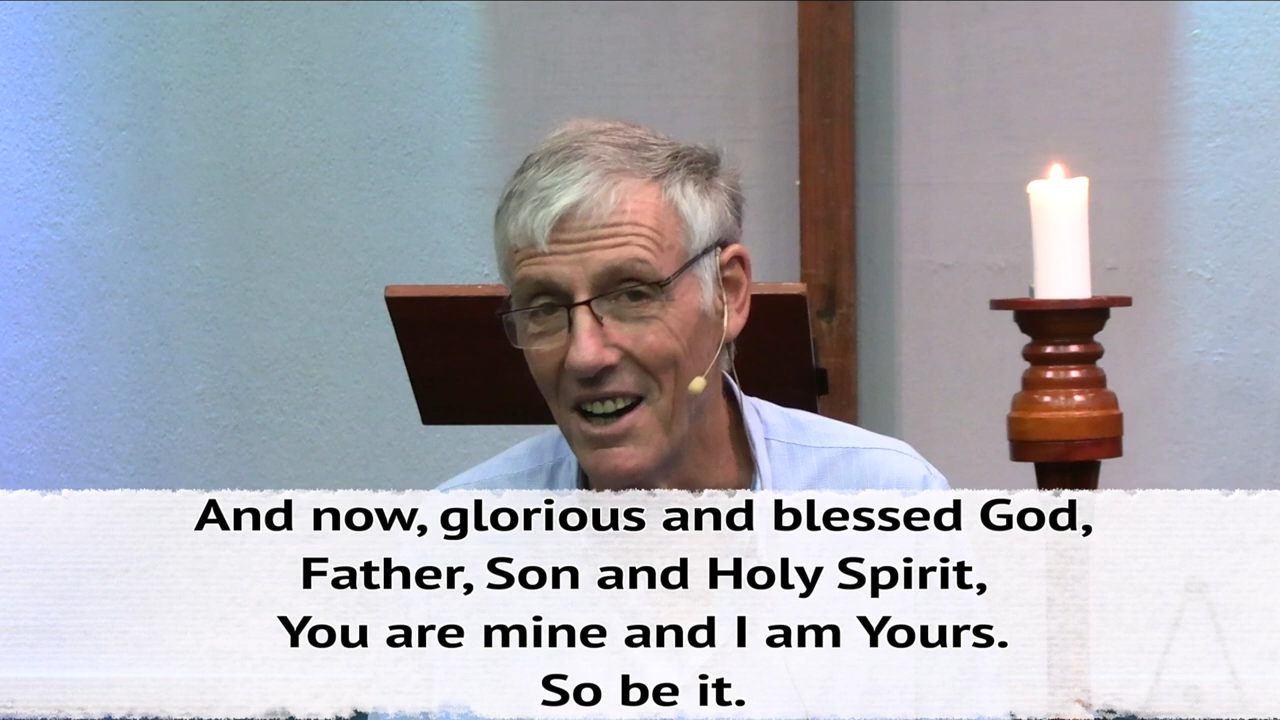 And now, glorious and blessed God,
Father, Son and Holy Spirit,
You are mine and I am Yours.
So be it.